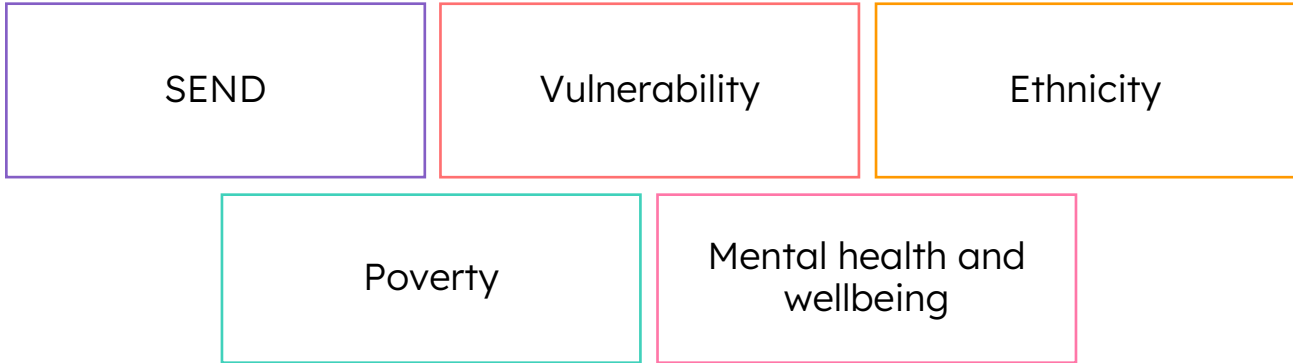 SEND
Vulnerability
Ethnicity
Poverty
Mental health and
wellbeing